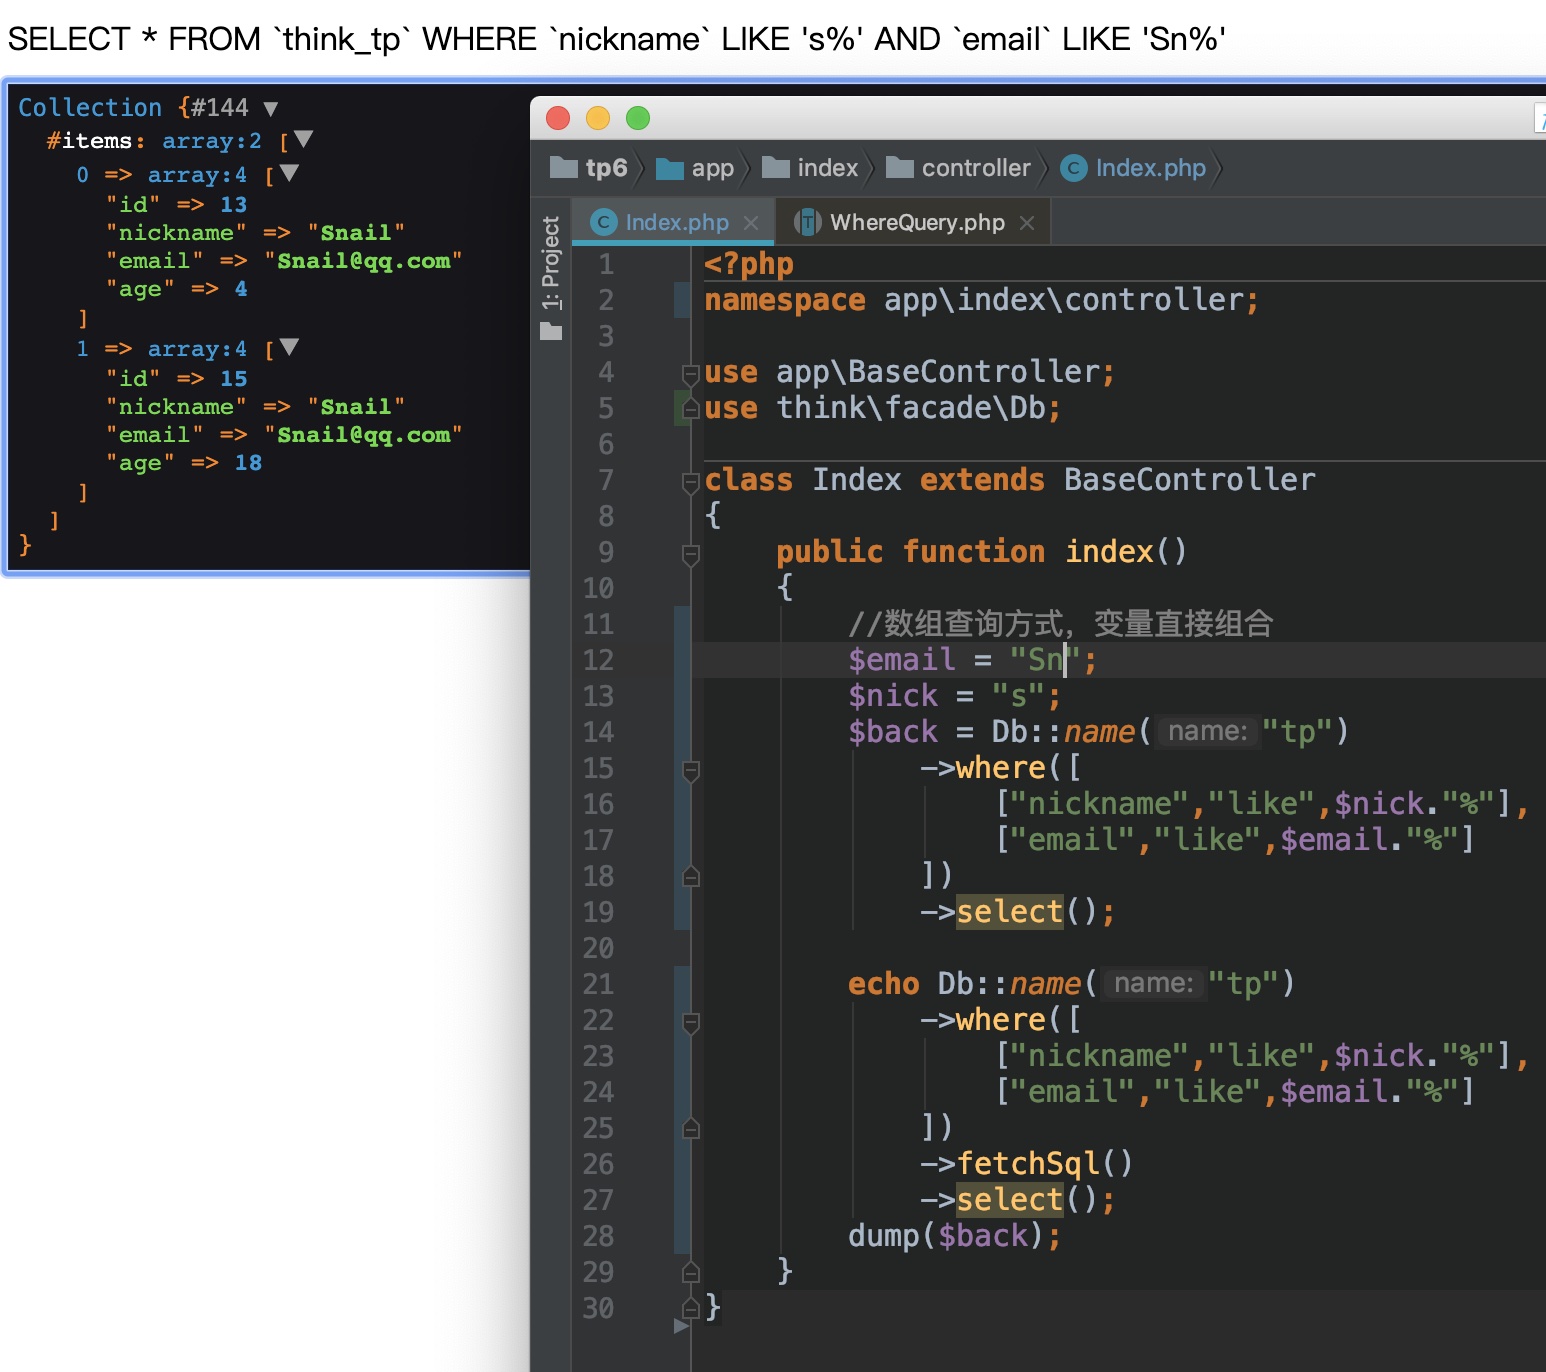 SELECT * FROM `think_tp` WHERE `nickname` LIKE 's%' AND `email` LIKE 'Sn%'
Collection {#144 ▼
#items: array:2 [▼
0 => array:4 [▼
"id" => 13
"nickname" => "Snail"
"email" => "Snail@qq.com"
"age" => 4
]
1 => array:4 [▼
"id" => 15
"nickname" => "Snail"
"email" => "Snail@qq.com"
"age" => 18
]
]
}
tp6 app index controller Index.php
Index.php WhereQuery.php
1: Project
1 <?php
2 namespace app\index\controller;
3
4 use app\BaseController;
5 use think\facade\Db;
6
7 class Index extends BaseController
8 {
9 public function index()
10 {
11 //数组查询方式，变量直接组合
12 $email = "Sn";
13 $nick = "s";
14 $back = Db::name( name: "tp")
15 ->where([
16 ["nickname","like",$nick."%"],
17 ["email","like",$email."%"]
18 ])
19 ->select();
20
21 echo Db::name( name: "tp")
22 ->where([
23 ["nickname","like",$nick."%"],
24 ["email","like",$email."%"]
25 ])
26 ->fetchSql()
27 ->select();
28 dump($back);
29 }
30 }